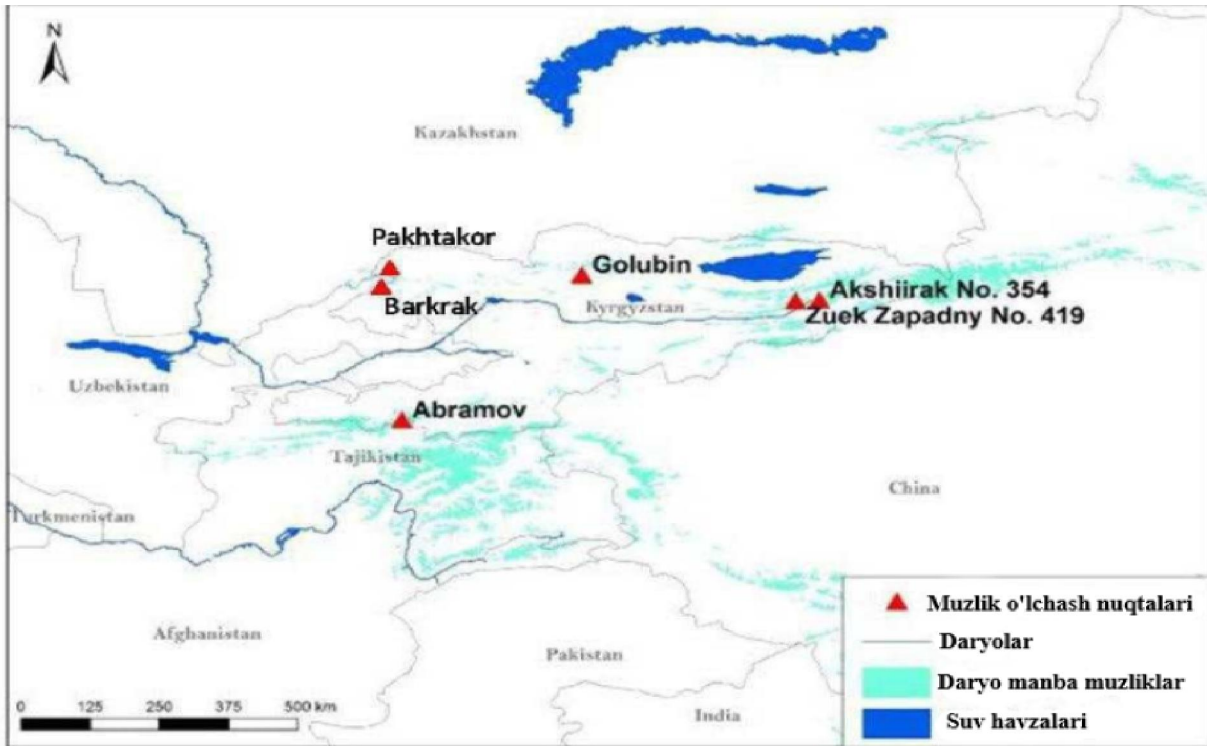 N
Kazakhstan
Pakhtakor
Golubin
Barkrak
Kyrgyzstan
Akshiirak No. 354
Zuek Zapadny No. 419
Uzbekistan
Abramov
Tajikistan
China
Turkmenistan
Afghanistan
Pakistan
India
0 125 250 375 500 km
Muzlik o'lchash nuqtalari
Daryolar
Daryo manba muzliklar
Suv havzalari